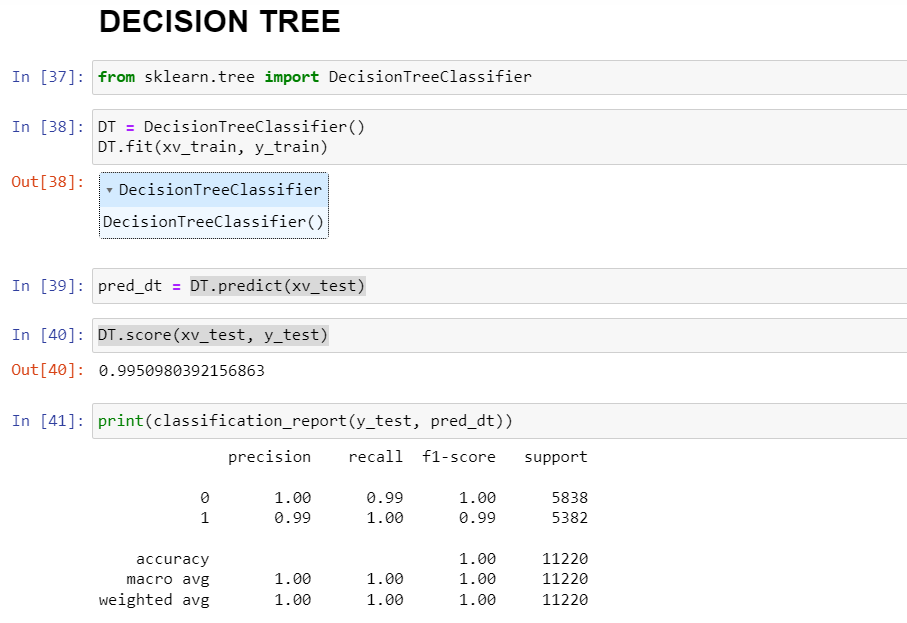 DECISION TREE
In [37]: from sklearn.tree import DecisionTreeClassifier
In [38]: DT = DecisionTreeClassifier()
DT.fit(xv_train, y_train)
Out[38]: ▾ DecisionTreeClassifier
DecisionTreeClassifier()
In [39]: pred_dt = DT.predict(xv_test)
In [40]: DT.score(xv_test, y_test)
Out[40]: 0.9950980392156863
In [41]: print(classification_report(y_test, pred_dt))
precision recall f1-score support
0 1.00 0.99 1.00 5838
1 0.99 1.00 0.99 5382
accuracy 1.00 11220
macro avg 1.00 1.00 1.00 11220
weighted avg 1.00 1.00 1.00 11220